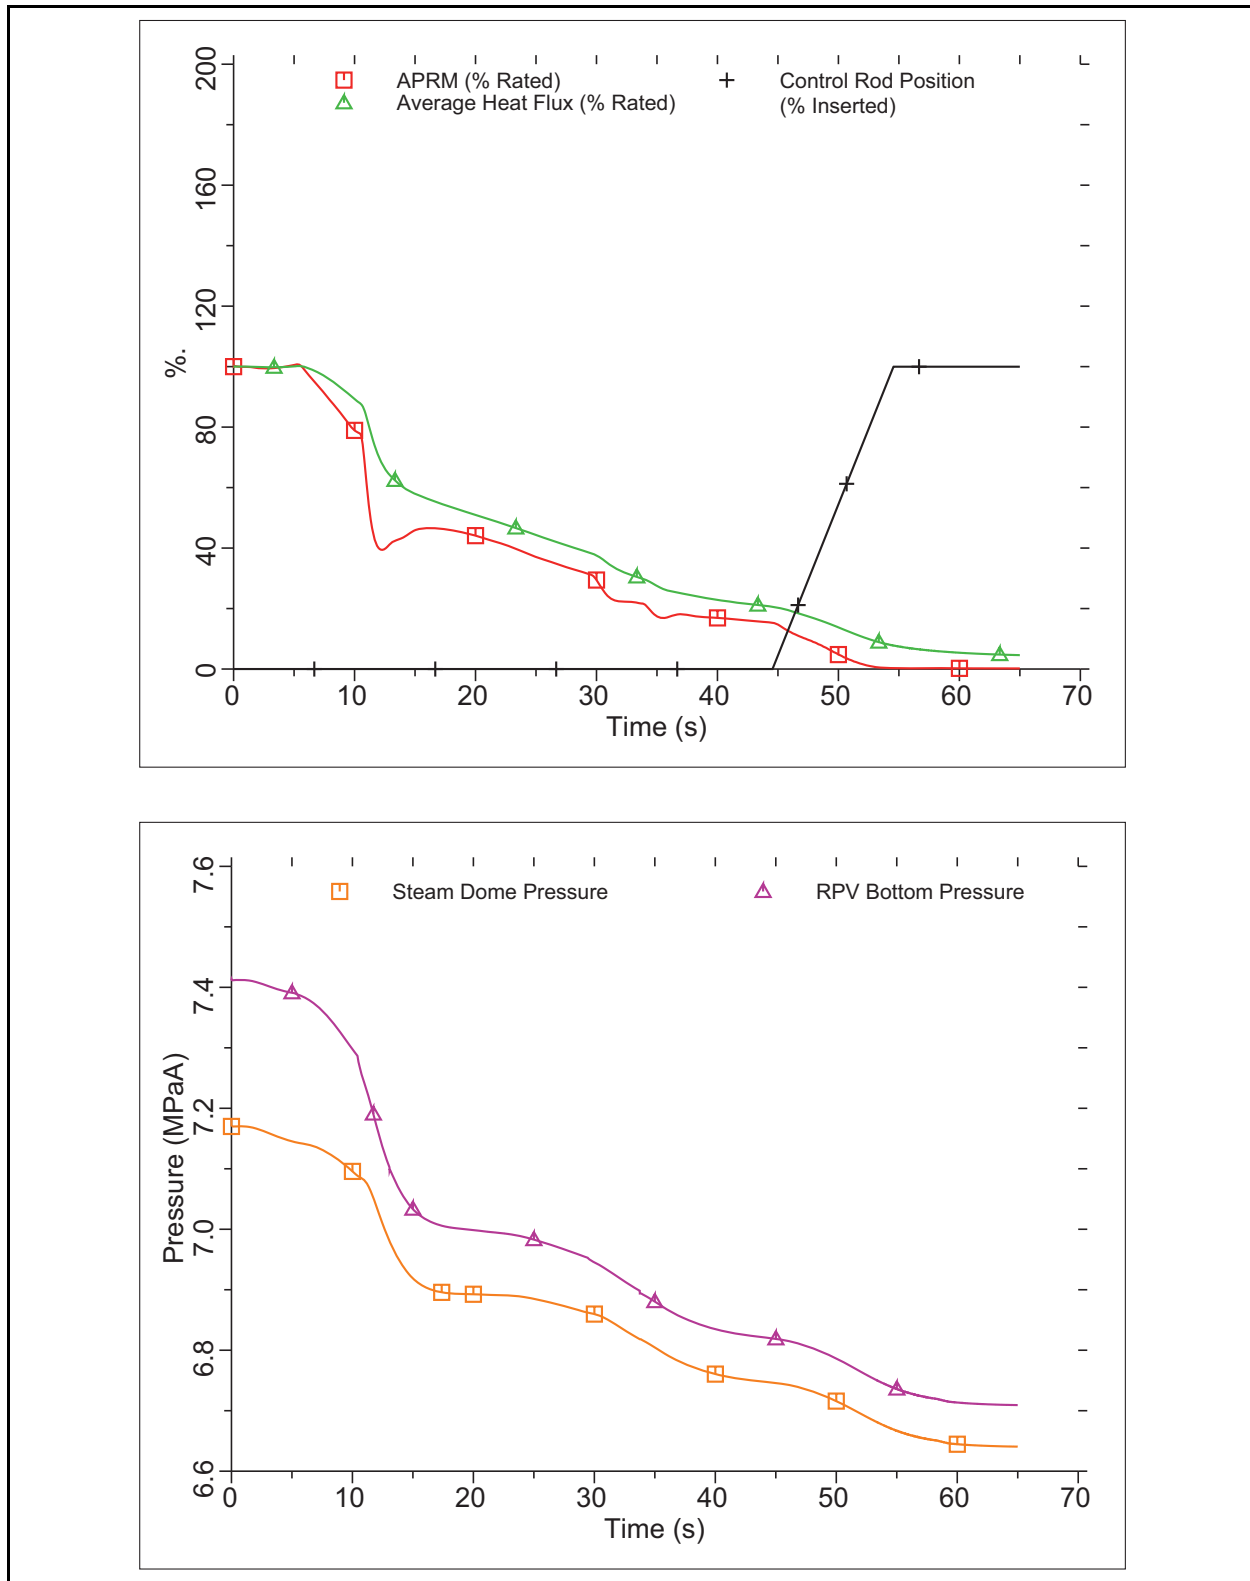 200
160
120
80
40
0
%.
APRM (% Rated)
Average Heat Flux (% Rated)
Control Rod Position
(% Inserted)
0 10 20 30 40 50 60 70
Time (s)
7.6
7.4
7.2
7.0
6.8
6.6
Pressure (MPaA)
Steam Dome Pressure
RPV Bottom Pressure
0 10 20 30 40 50 60 70
Time (s)